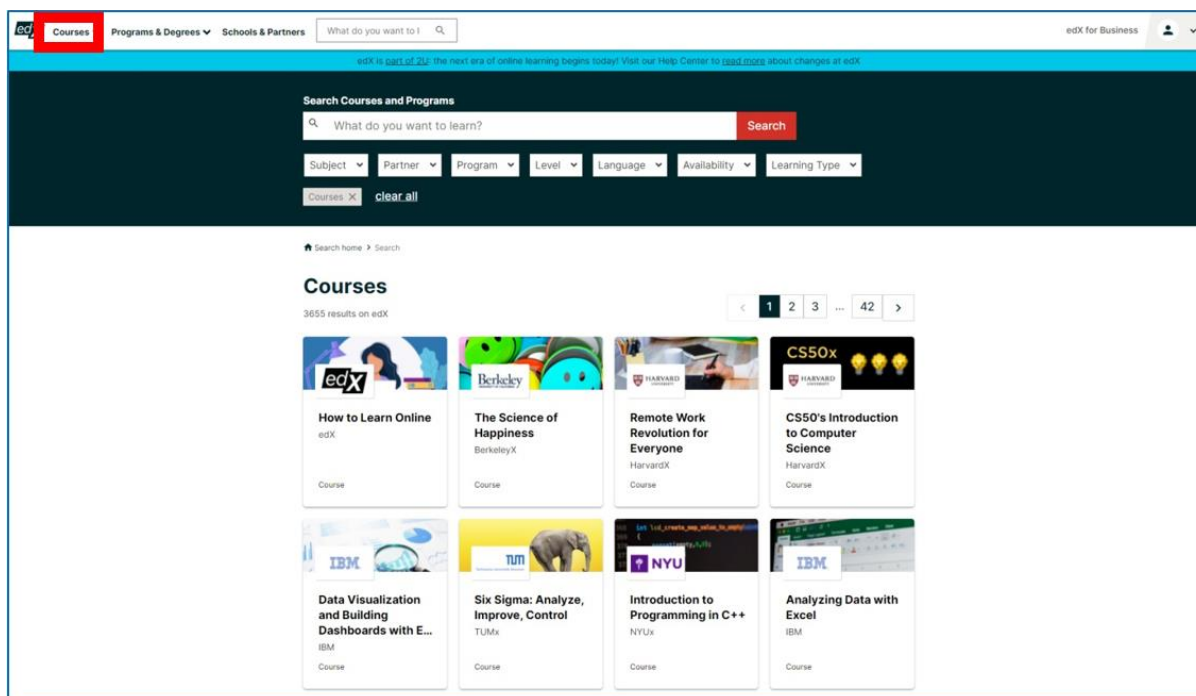 edX
Courses
Programs & Degrees
Schools & Partners
What do you want to l
edX for Business
edX is part of 2U: the next era of online learning begins today! Visit our Help Center to read more about changes at edX
Search Courses and Programs
What do you want to learn?
Search
Subject
Partner
Program
Level
Language
Availability
Learning Type
Courses X
clear all
Search home > Search
Courses
3655 results on edX
< 1 2 3 ... 42 >
edX
How to Learn Online
edX
Course
Berkeley
The Science of
Happiness
BerkeleyX
Course
HARVARD
UNIVERSITY
Remote Work
Revolution for
Everyone
HarvardX
Course
CS50x
HARVARD
UNIVERSITY
CS50's Introduction
to Computer
Science
HarvardX
Course
IBM
Data Visualization
and Building
Dashboards with E...
IBM
Course
TUM
Six Sigma: Analyze,
Improve, Control
TUMx
Course
NYU
Introduction to
Programming in C++
NYUx
Course
IBM
Analyzing Data with
Excel
IBM
Course